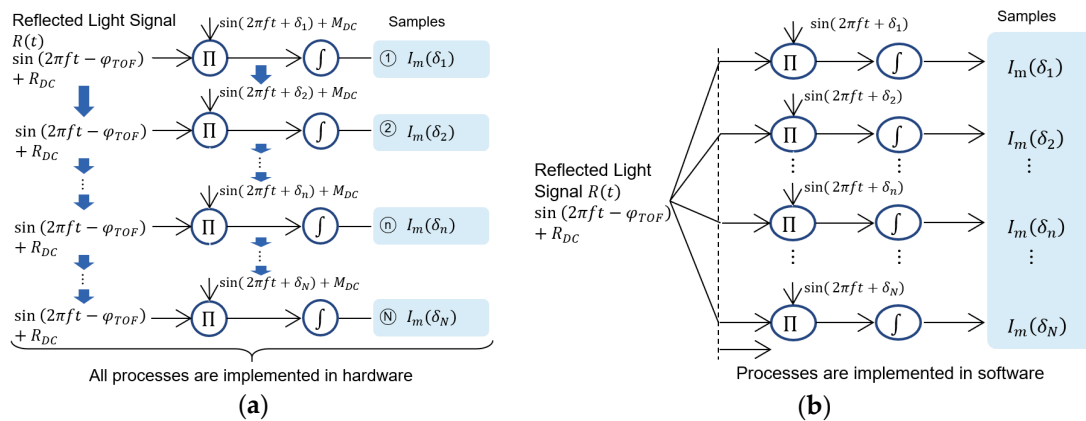 Reflected Light Signal
R(t)
sin (2πft − φ_TOF)
+ R_DC
sin( 2πft + δ_1) + M_DC
Π
∫
Samples
① I_m(δ_1)
sin (2πft − φ_TOF)
+ R_DC
sin( 2πft + δ_2) + M_DC
Π
∫
② I_m(δ_2)
⋮
⋮
sin (2πft − φ_TOF)
+ R_DC
sin( 2πft + δ_n) + M_DC
Π
∫
ⓝ I_m(δ_n)
⋮
⋮
sin (2πft − φ_TOF)
+ R_DC
sin( 2πft + δ_N) + M_DC
Π
∫
Ⓝ I_m(δ_N)
All processes are implemented in hardware
(a)
Reflected Light
Signal R(t)
sin (2πft − φ_TOF)
+ R_DC
Samples
sin( 2πft + δ_1)
Π
∫
I_m(δ_1)
sin( 2πft + δ_2)
Π
∫
I_m(δ_2)
⋮ ⋮ ⋮
sin( 2πft + δ_n)
Π
∫
I_m(δ_n)
⋮ ⋮ ⋮
sin( 2πft + δ_N)
Π
∫
I_m(δ_N)
Processes are implemented in software
(b)